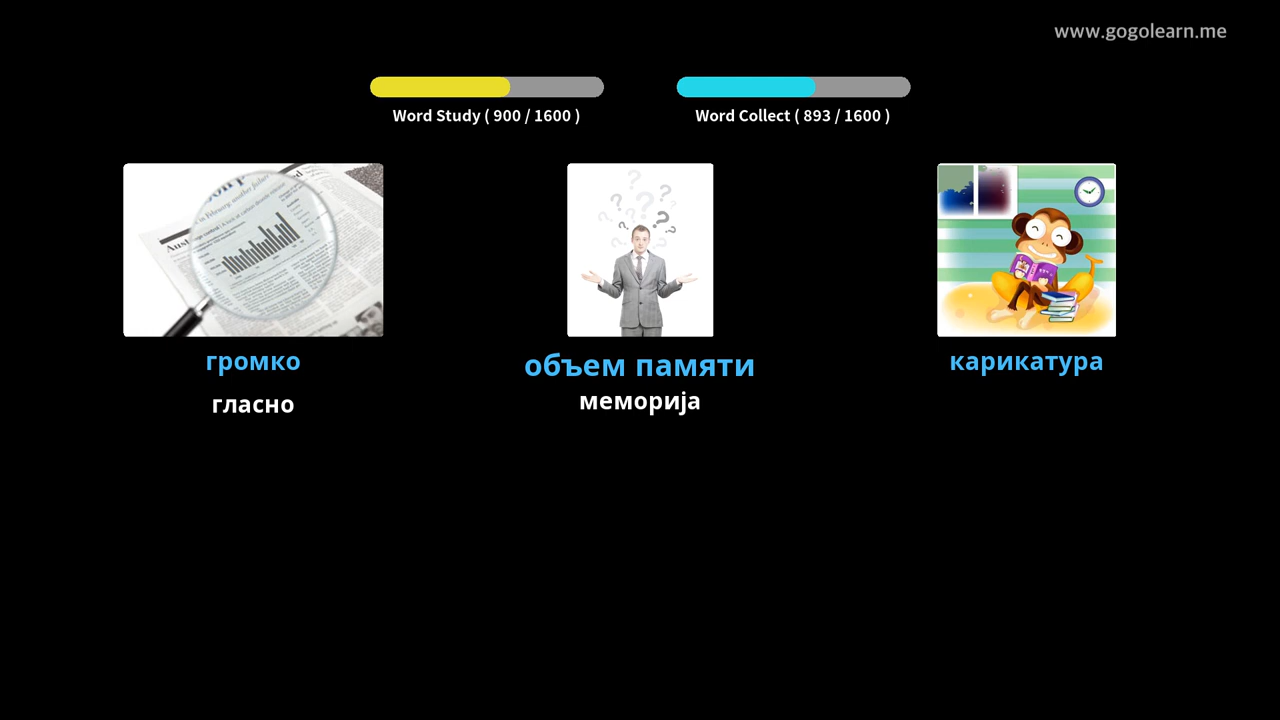 www.gogolearn.me
Word Study ( 900 / 1600 )
Word Collect ( 893 / 1600 )
громко
гласно
объем памяти
меморија
карикатура